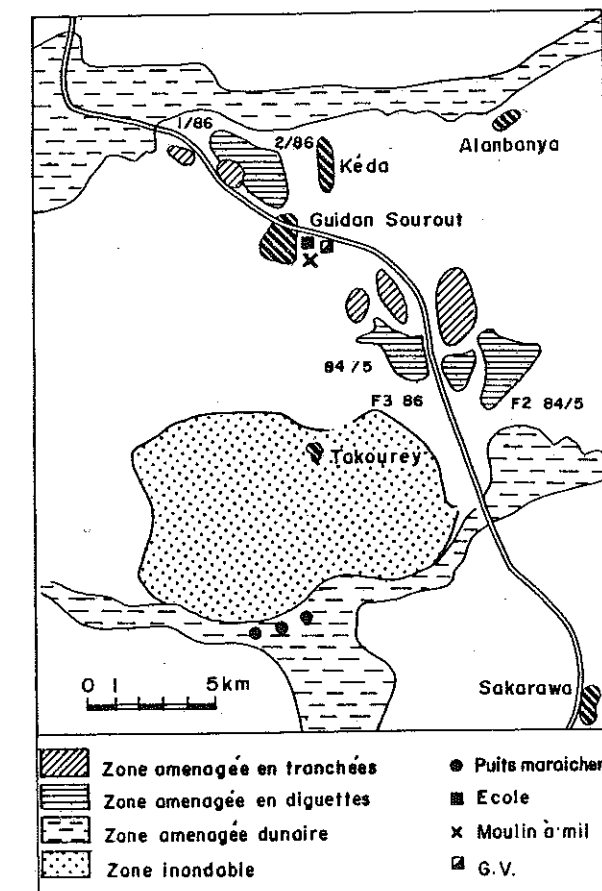 1/86
2/86
Kéda
Alanbanya
Guidan Sourout
84/5
F3 86
F2 84/5
Takourey
Sakarawa
0 1 5km
Zone amenagée en tranchées
Zone amenagée en diguettes
Zone amenagée dunaire
Zone inondable
Puits maraicher
Ecole
Moulin à mil
G.V.